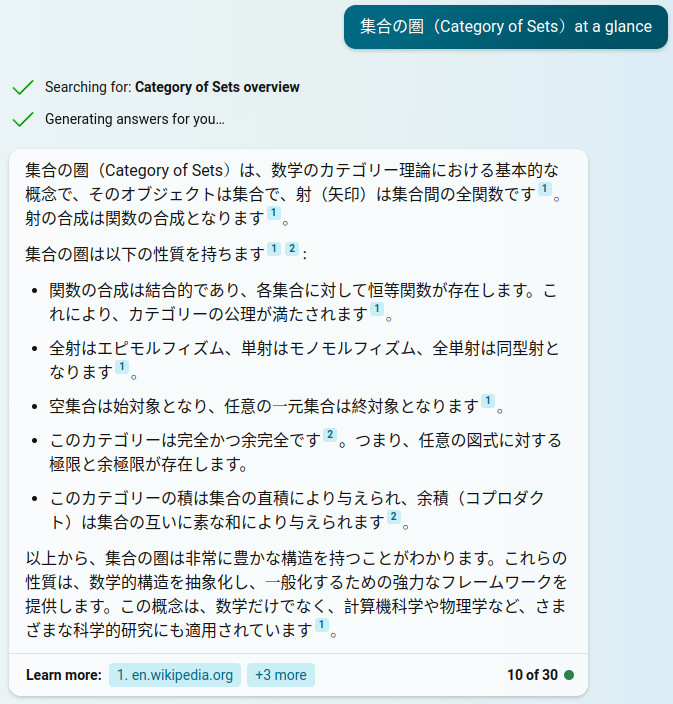 集合の圏（Category of Sets）at a glance
Searching for: Category of Sets overview
Generating answers for you…
集合の圏（Category of Sets）は、数学のカテゴリー理論における基本的な
概念で、そのオブジェクトは集合で、射（矢印）は集合間の全関数です 1 。
射の合成は関数の合成となります 1 。
集合の圏は以下の性質を持ちます 1 2 :
• 関数の合成は結合的であり、各集合に対して恒等関数が存在します。こ
れにより、カテゴリーの公理が満たされます 1 。
• 全射はエピモルフィズム、単射はモノモルフィズム、全単射は同型射と
なります 1 。
• 空集合は始対象となり、任意の一元集合は終対象となります 1 。
• このカテゴリーは完全かつ余完全です 2 。つまり、任意の図式に対する
極限と余極限が存在します。
• このカテゴリーの積は集合の直積により与えられ、余積（コプロダク
ト）は集合の互いに素な和により与えられます 2 。
以上から、集合の圏は非常に豊かな構造を持つことがわかります。これらの
性質は、数学的構造を抽象化し、一般化するための強力なフレームワークを
提供します。この概念は、数学だけでなく、計算機科学や物理学など、さま
ざまな科学的研究にも適用されています 1 。
Learn more: 1. en.wikipedia.org +3 more 10 of 30